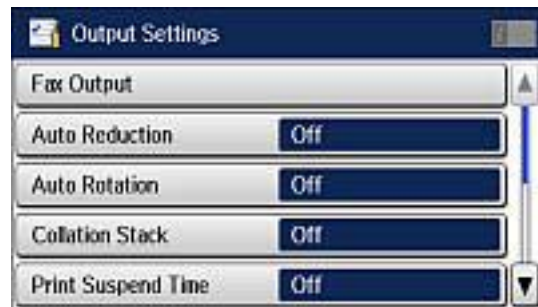 Output Settings
Fax Output
Auto Reduction Off
Auto Rotation Off
Collation Stack Off
Print Suspend Time Off